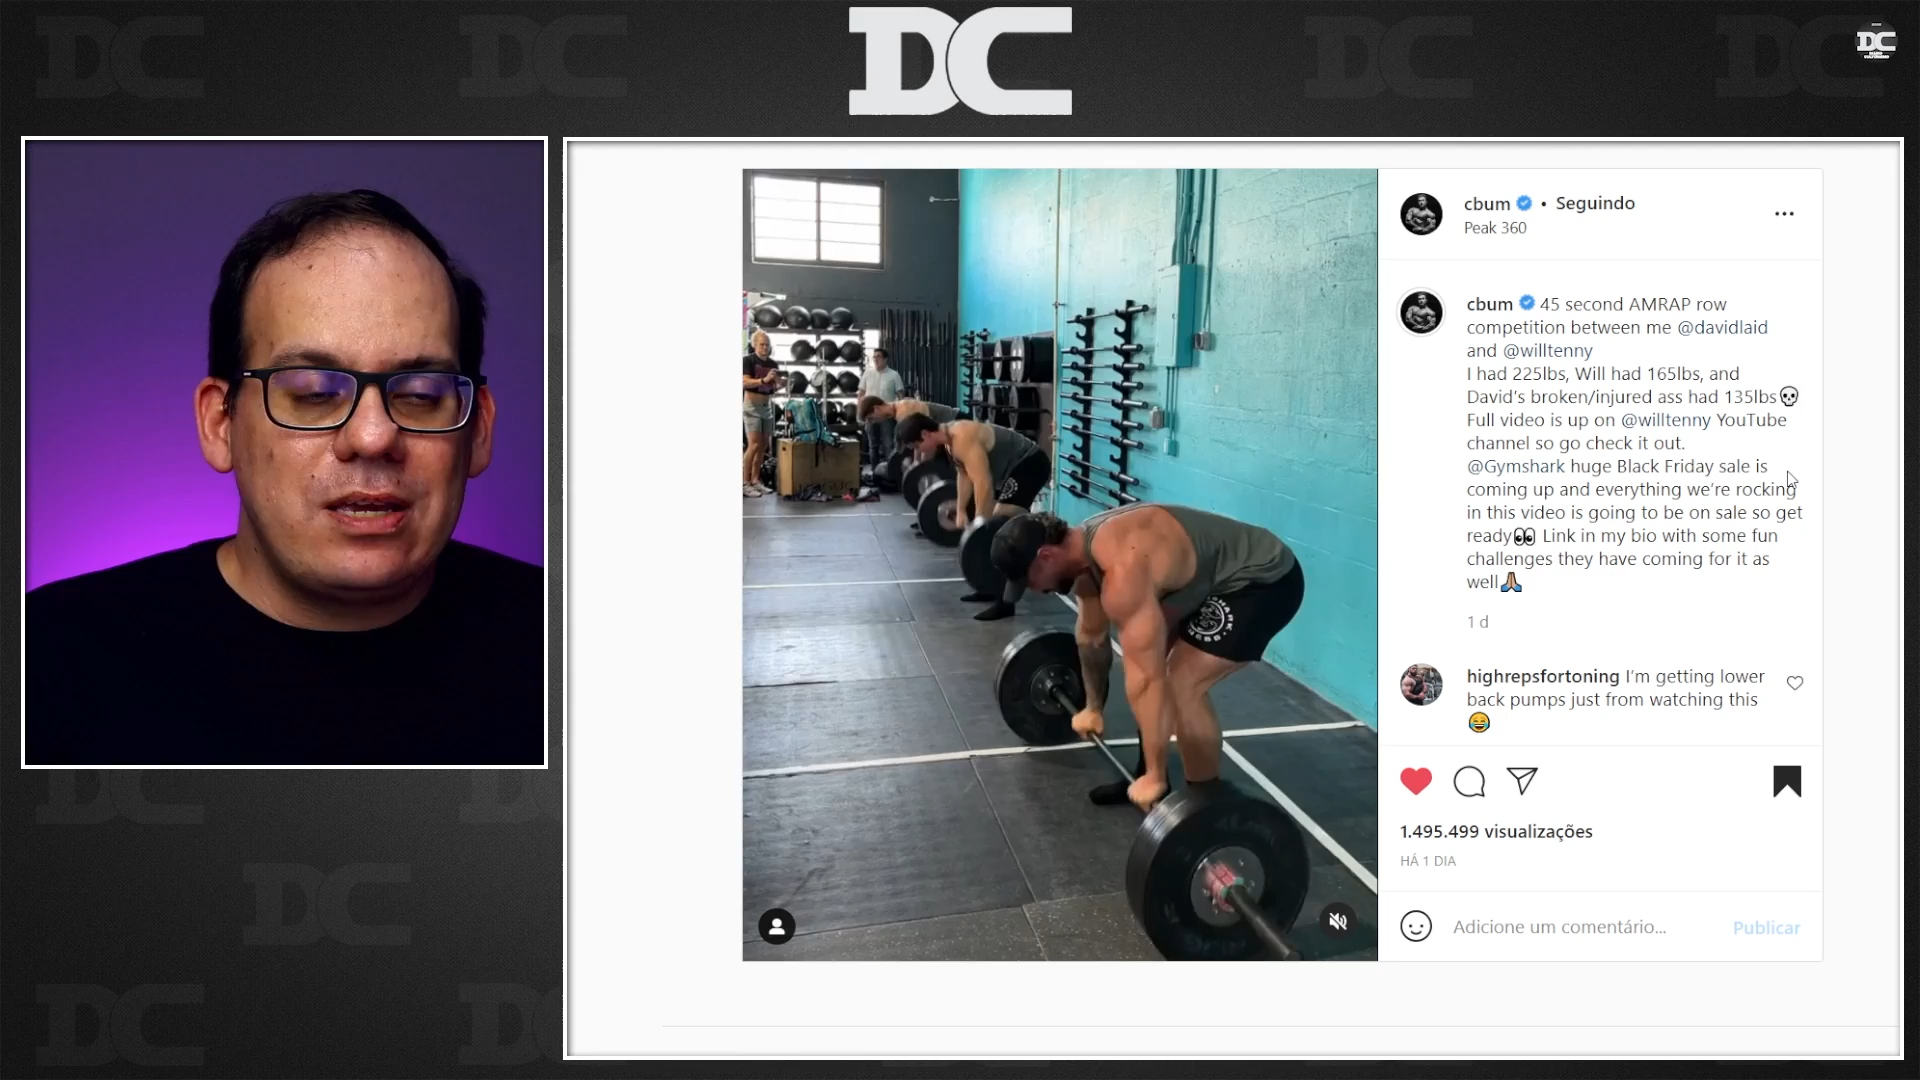 DC
DC
cbum • Seguindo
Peak 360
cbum 45 second AMRAP row
competition between me @davidlaid
and @willtenny
I had 225lbs, Will had 165lbs, and
David's broken/injured ass had 135lbs💀
Full video is up on @willtenny YouTube
channel so go check it out.
@Gymshark huge Black Friday sale is
coming up and everything we're rocking
in this video is going to be on sale so get
ready👀 Link in my bio with some fun
challenges they have coming for it as
well🙏🏽
1 d
highrepsfortoning I'm getting lower
back pumps just from watching this
😂
1.495.499 visualizações
HÁ 1 DIA
Adicione um comentário... Publicar